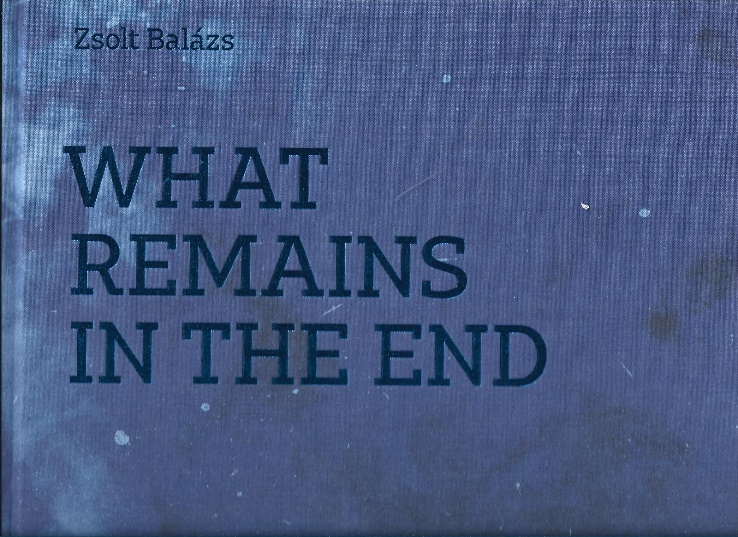 Zsolt Balázs
WHAT
REMAINS
IN THE END